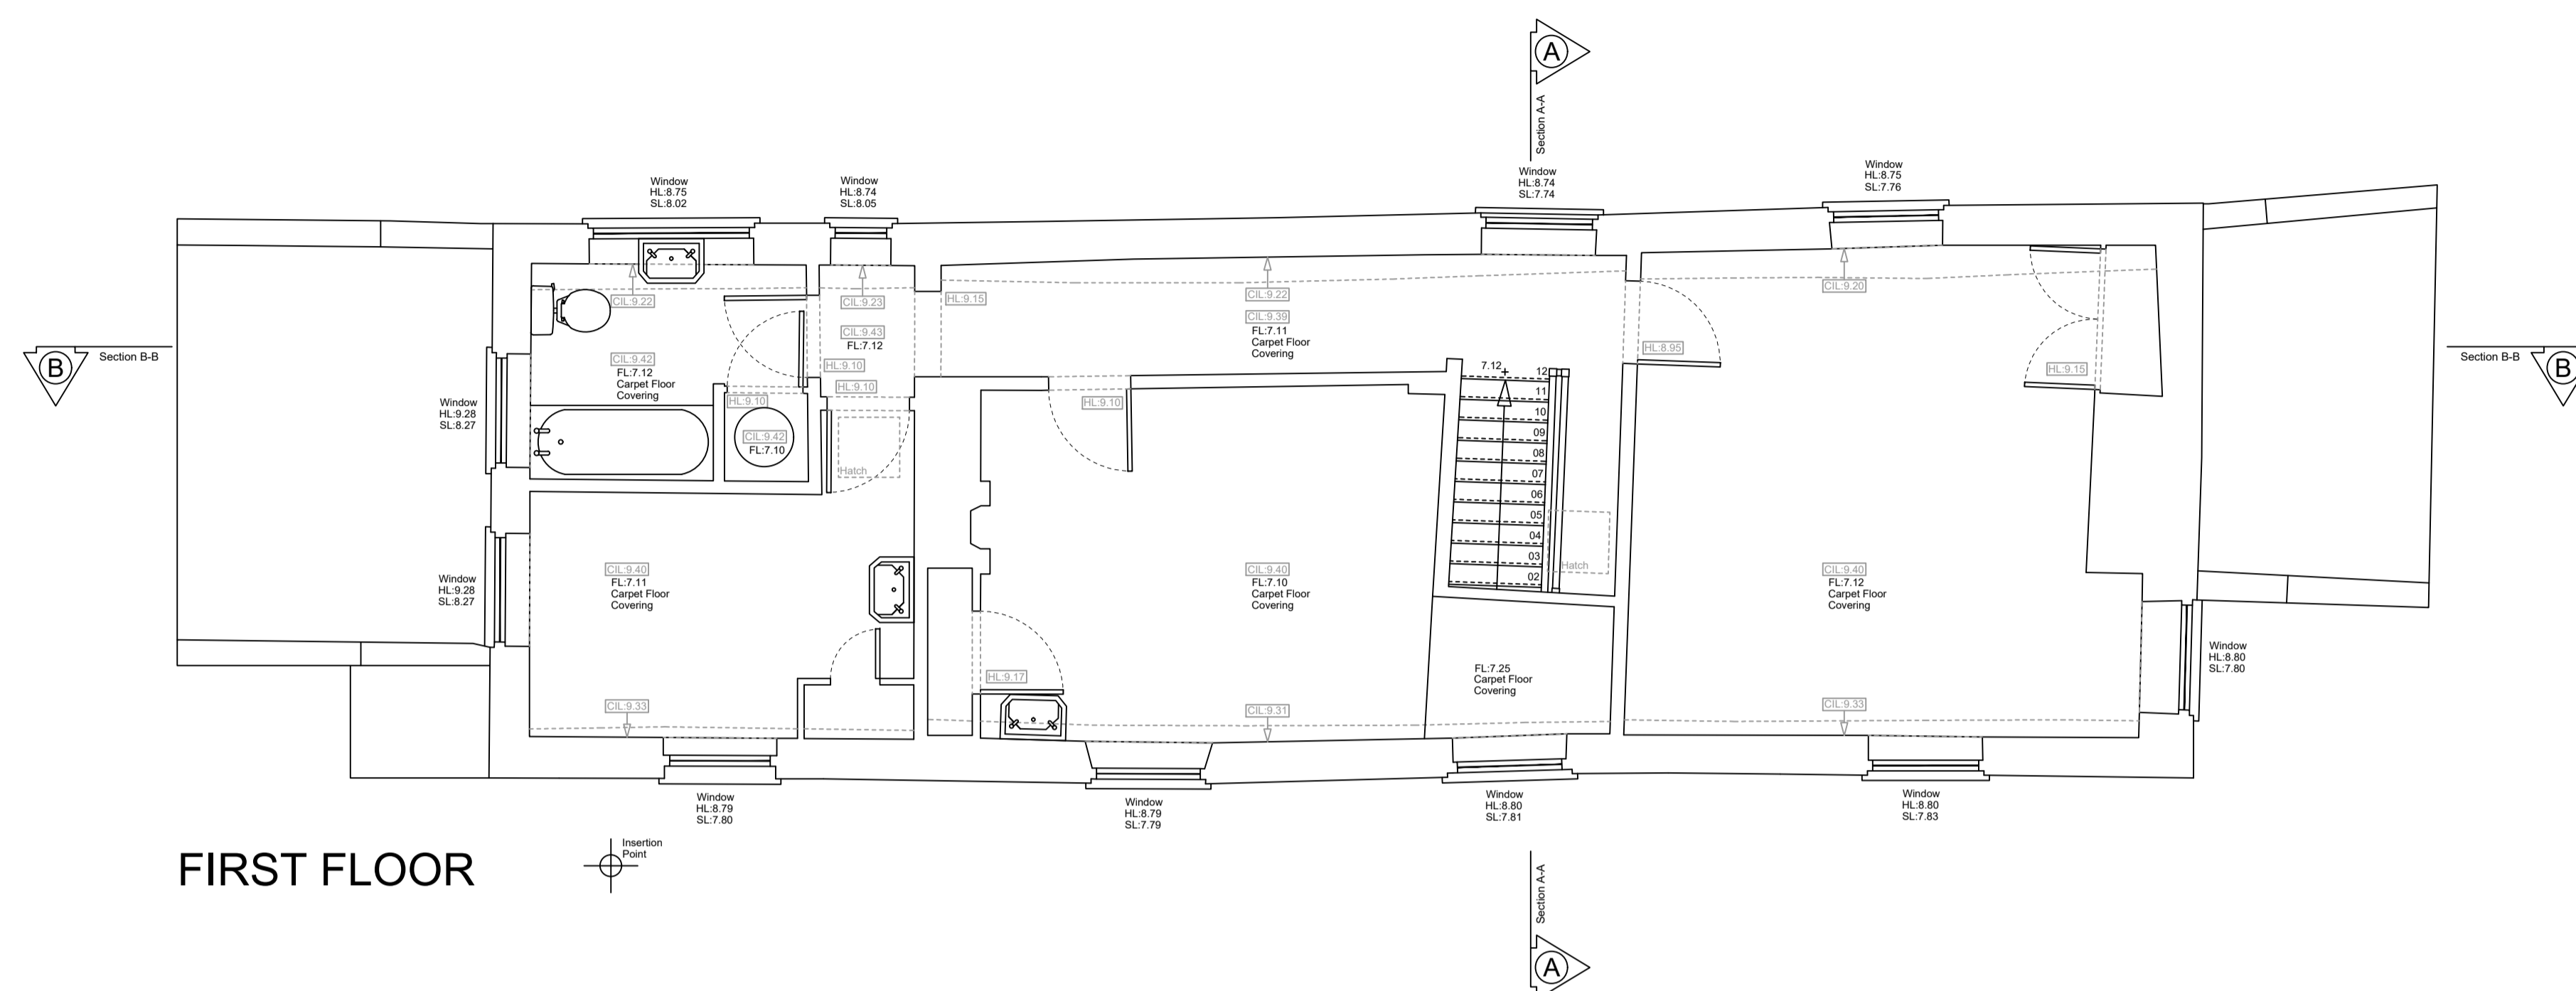 A
Section A-A
Window
HL:8.75
SL:8.02
Window
HL:8.74
SL:8.05
Window
HL:8.74
SL:7.74
Window
HL:8.75
SL:7.76
B
Section B-B
Section B-B
B
CIL:9.22
CIL:9.23
HL:9.15
CIL:9.22
CIL:9.20
CIL:9.43
FL:7.12
CIL:9.39
FL:7.11
Carpet Floor
Covering
HL:8.95
CIL:9.42
FL:7.12
Carpet Floor
Covering
HL:9.10
HL:9.10
HL:9.10
HL:9.10
HL:9.15
Window
HL:9.28
SL:8.27
CIL:9.42
FL:7.10
Hatch
7.12
12
11
10
09
08
07
06
05
04
03
02
Hatch
Window
HL:9.28
SL:8.27
CIL:9.40
FL:7.11
Carpet Floor
Covering
CIL:9.40
FL:7.10
Carpet Floor
Covering
CIL:9.40
FL:7.12
Carpet Floor
Covering
HL:9.17
FL:7.25
Carpet Floor
Covering
Window
HL:8.80
SL:7.80
CIL:9.33
CIL:9.31
CIL:9.33
Window
HL:8.79
SL:7.80
Window
HL:8.79
SL:7.79
Window
HL:8.80
SL:7.81
Window
HL:8.80
SL:7.83
FIRST FLOOR
Insertion
Point
Section A-A
A